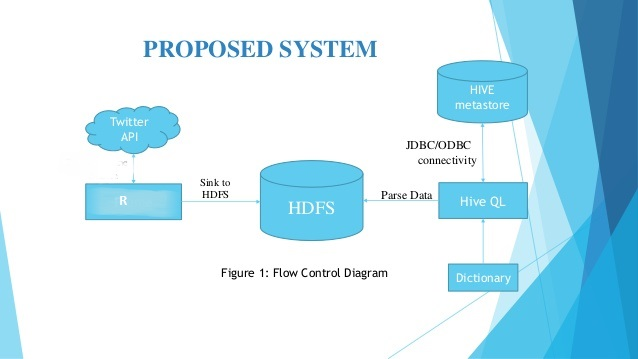 PROPOSED SYSTEM
HIVE
metastore
Twitter
API
JDBC/ODBC
connectivity
Sink to
HDFS
R
HDFS
Parse Data
Hive QL
Figure 1: Flow Control Diagram
Dictionary